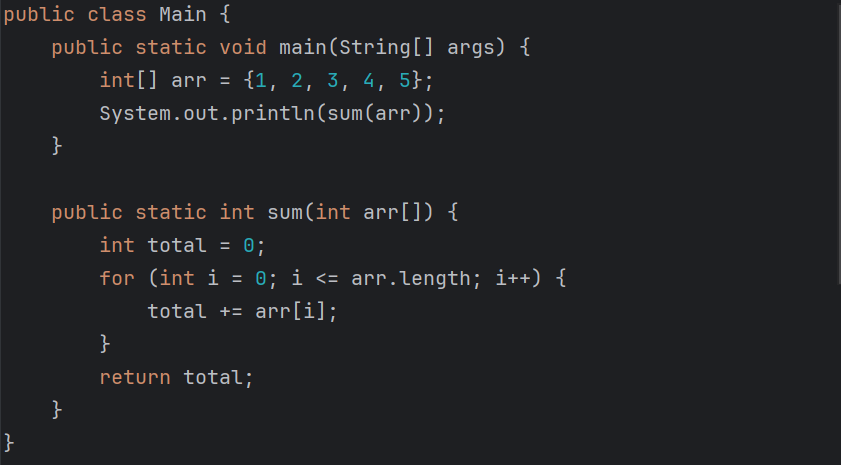 public class Main {
    public static void main(String[] args) {
        int[] arr = {1, 2, 3, 4, 5};
        System.out.println(sum(arr));
    }

    public static int sum(int arr[]) {
        int total = 0;
        for (int i = 0; i <= arr.length; i++) {
            total += arr[i];
        }
        return total;
    }
}